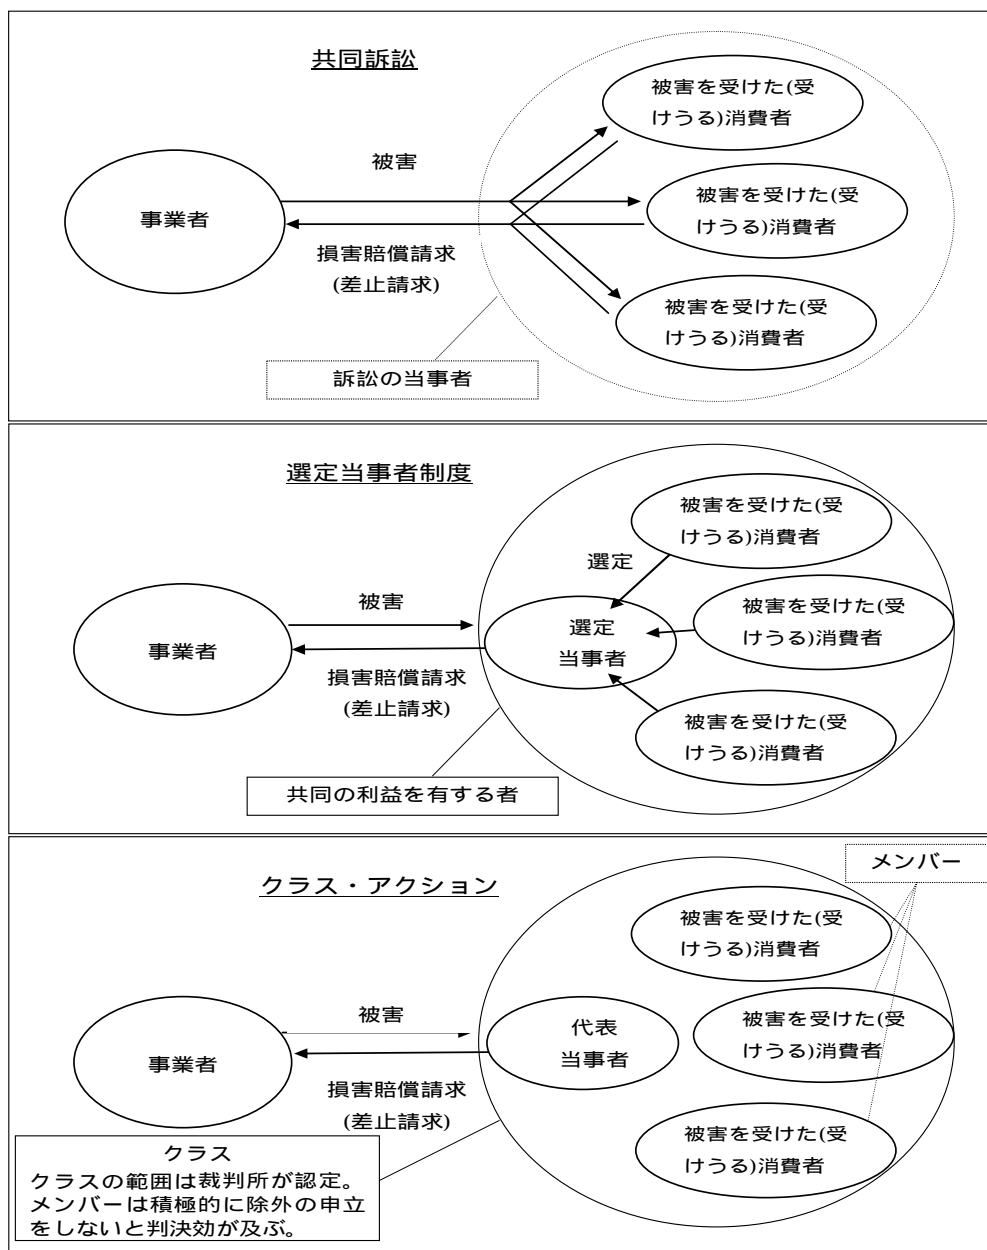 共同訴訟
被害を受けた(受
けうる)消費者
被害
事業者
被害を受けた(受
けうる)消費者
損害賠償請求
(差止請求)
被害を受けた(受
けうる)消費者
訴訟の当事者
選定当事者制度
被害を受けた(受
けうる)消費者
選定
被害
被害を受けた(受
けうる)消費者
事業者
選定
当事者
損害賠償請求
(差止請求)
被害を受けた(受
けうる)消費者
共同の利益を有する者
メンバー
クラス・アクション
被害を受けた(受
けうる)消費者
被害
被害を受けた(受
けうる)消費者
事業者
代表
当事者
損害賠償請求
(差止請求)
被害を受けた(受
けうる)消費者
クラス
クラスの範囲は裁判所が認定。
メンバーは積極的に除外の申立
をしないと判決効が及ぶ。